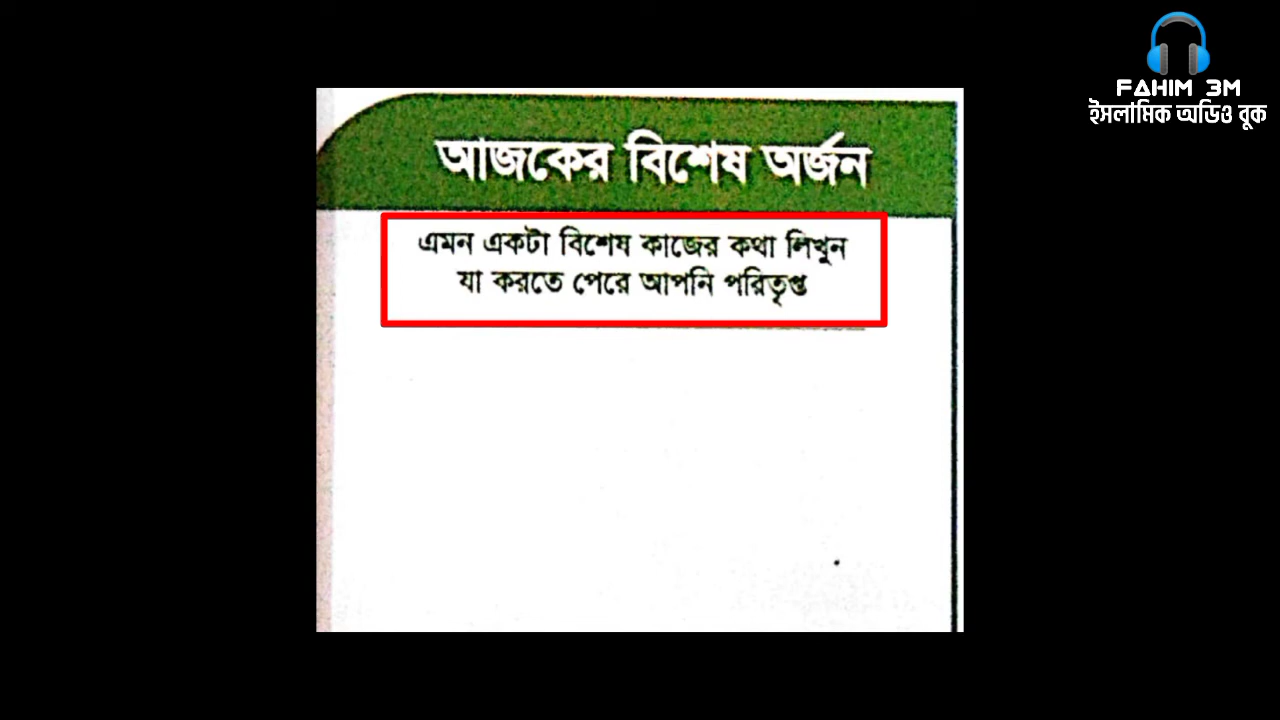 FAHIM 3M
ইসলামিক অডিও বুক
আজকের বিশেষ অর্জন
এমন একটা বিশেষ কাজের কথা লিখুন
যা করতে পেরে আপনি পরিতৃপ্ত